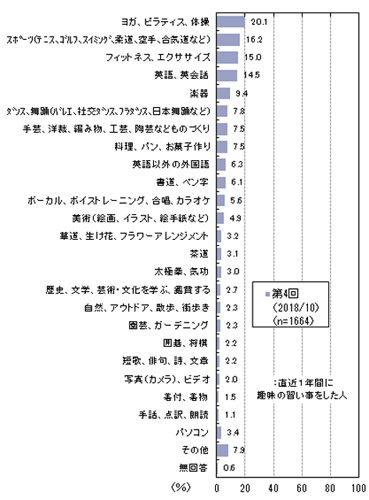 ヨガ、ピラティス、体操 20.1
スポーツ(テニス、ゴルフ、スイミング、柔道、空手、合気道など) 16.2
フィットネス、エクササイズ 15.0
英語、英会話 14.5
楽器 9.4
ダンス、舞踊(バレエ、社交ダンス、フラダンス、日本舞踊など) 7.8
手芸、洋裁、編み物、工芸、陶芸などものづくり 7.5
料理、パン、お菓子作り 7.5
英語以外の外国語 6.3
書道、ペン字 6.1
ボーカル、ボイストレーニング、合唱、カラオケ 5.6
美術(絵画、イラスト、絵手紙など) 4.9
華道、生け花、フラワーアレンジメント 3.2
茶道 3.1
太極拳、気功 3.0
歴史、文学、芸術・文化を学ぶ、鑑賞する 2.7
自然、アウトドア、散歩、街歩き 2.3
園芸、ガーデニング 2.3
囲碁、将棋 2.2
短歌、俳句、詩、文章 2.2
写真(カメラ)、ビデオ 2.0
着付、着物 1.5
手話、点訳、朗読 1.1
パソコン 3.4
その他 7.9
無回答 0.6
第4回
(2018/10)
(n=1664)
:直近1年間に
趣味の習い事をした人
(%) 0 20 40 60 80 100